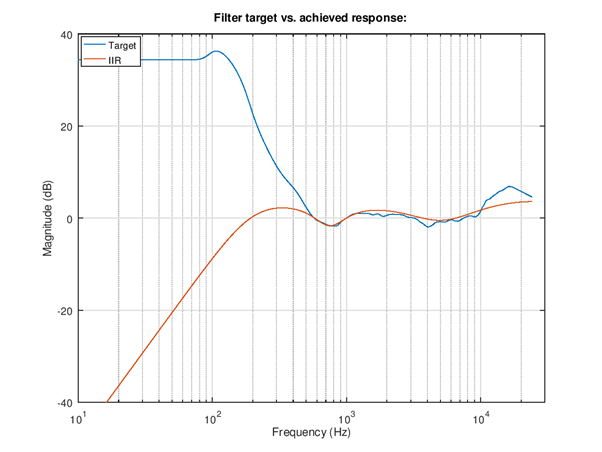 Filter target vs. achieved response:
40
20
0
-20
-40
Magnitude (dB)
Target
IIR
10^1
10^2
10^3
10^4
Frequency (Hz)